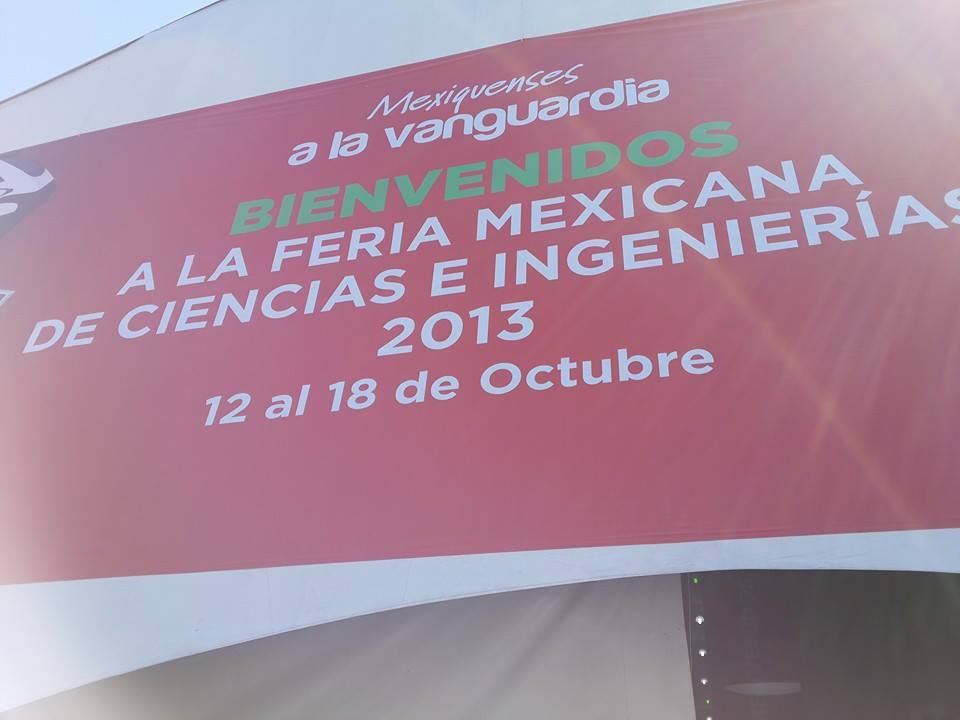 Mexiquenses
a la vanguardia
BIENVENIDOS
A LA FERIA MEXICANA
DE CIENCIAS E INGENIERÍAS
2013
12 al 18 de Octubre